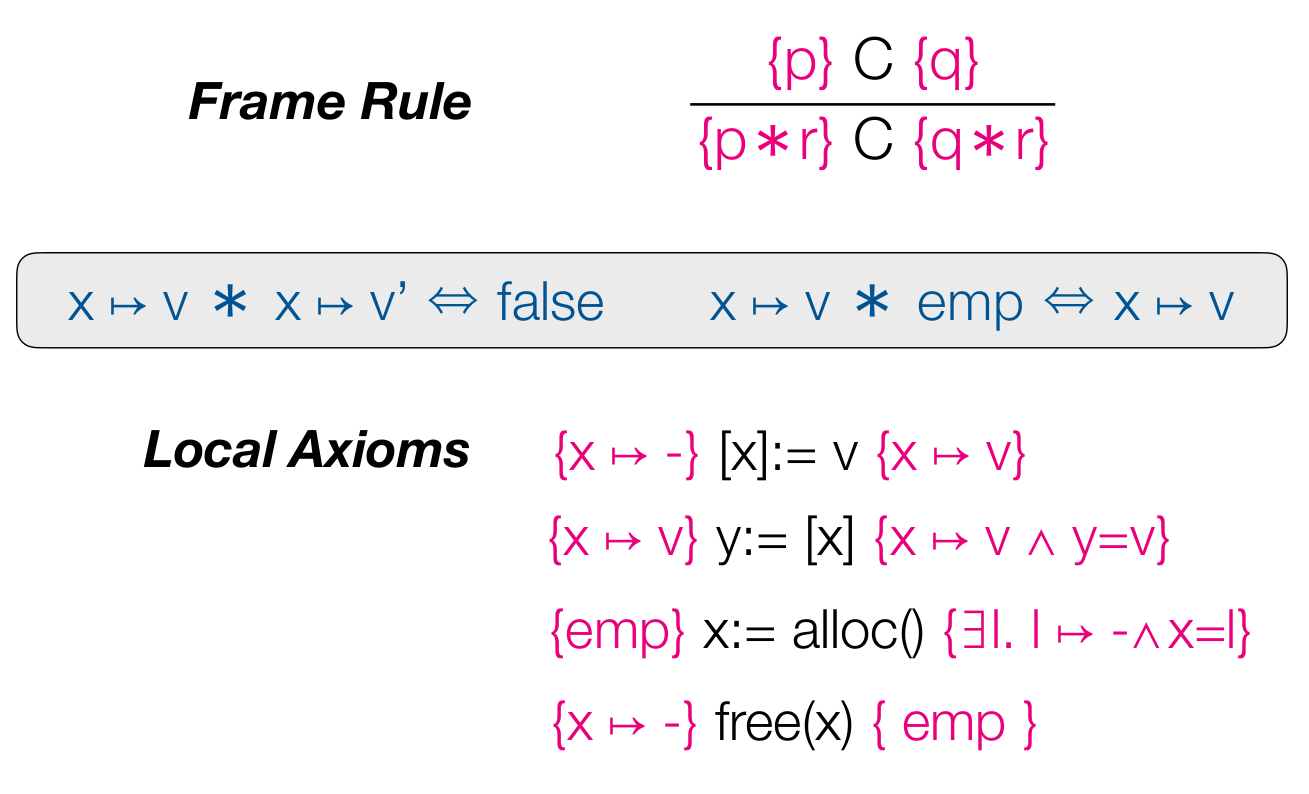 {p} C {q}
Frame Rule
{p∗r} C {q∗r}
x ↦ v ∗ x ↦ v’ ⇔ false x ↦ v ∗ emp ⇔ x ↦ v
Local Axioms {x ↦ -} [x]:= v {x ↦ v}
{x ↦ v} y:= [x] {x ↦ v ∧ y=v}
{emp} x:= alloc() {∃l. l ↦ -∧x=l}
{x ↦ -} free(x) { emp }